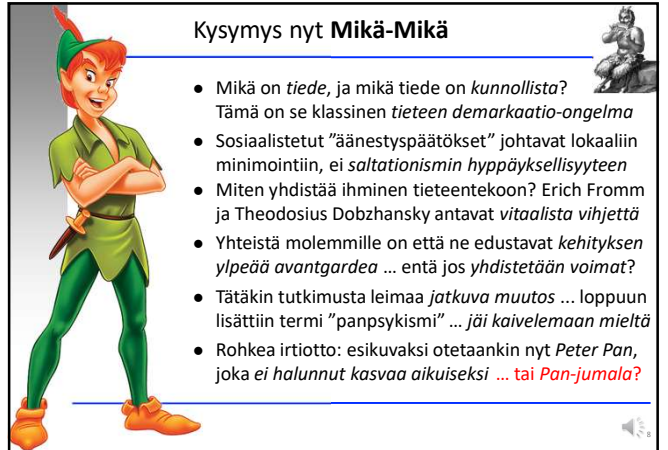 Kysymys nyt Mikä-Mikä
● Mikä on tiede, ja mikä tiede on kunnollista?
Tämä on se klassinen tieteen demarkaatio-ongelma
● Sosiaalistetut ”äänestyspäätökset” johtavat lokaaliin
minimointiin, ei saltationismin hyppäyksellisyyteen
● Miten yhdistää ihminen tieteentekoon? Erich Fromm
ja Theodosius Dobzhansky antavat vitaalista vihjettä
● Yhteistä molemmille on että ne edustavat kehityksen
ylpeää avantgardea … entä jos yhdistetään voimat?
● Tätäkin tutkimusta leimaa jatkuva muutos ... loppuun
lisättiin termi ”panpsykismi” … jäi kaivelemaan mieltä
● Rohkea irtiotto: esikuvaksi otetaankin nyt Peter Pan,
joka ei halunnut kasvaa aikuiseksi … tai Pan-jumala?
8